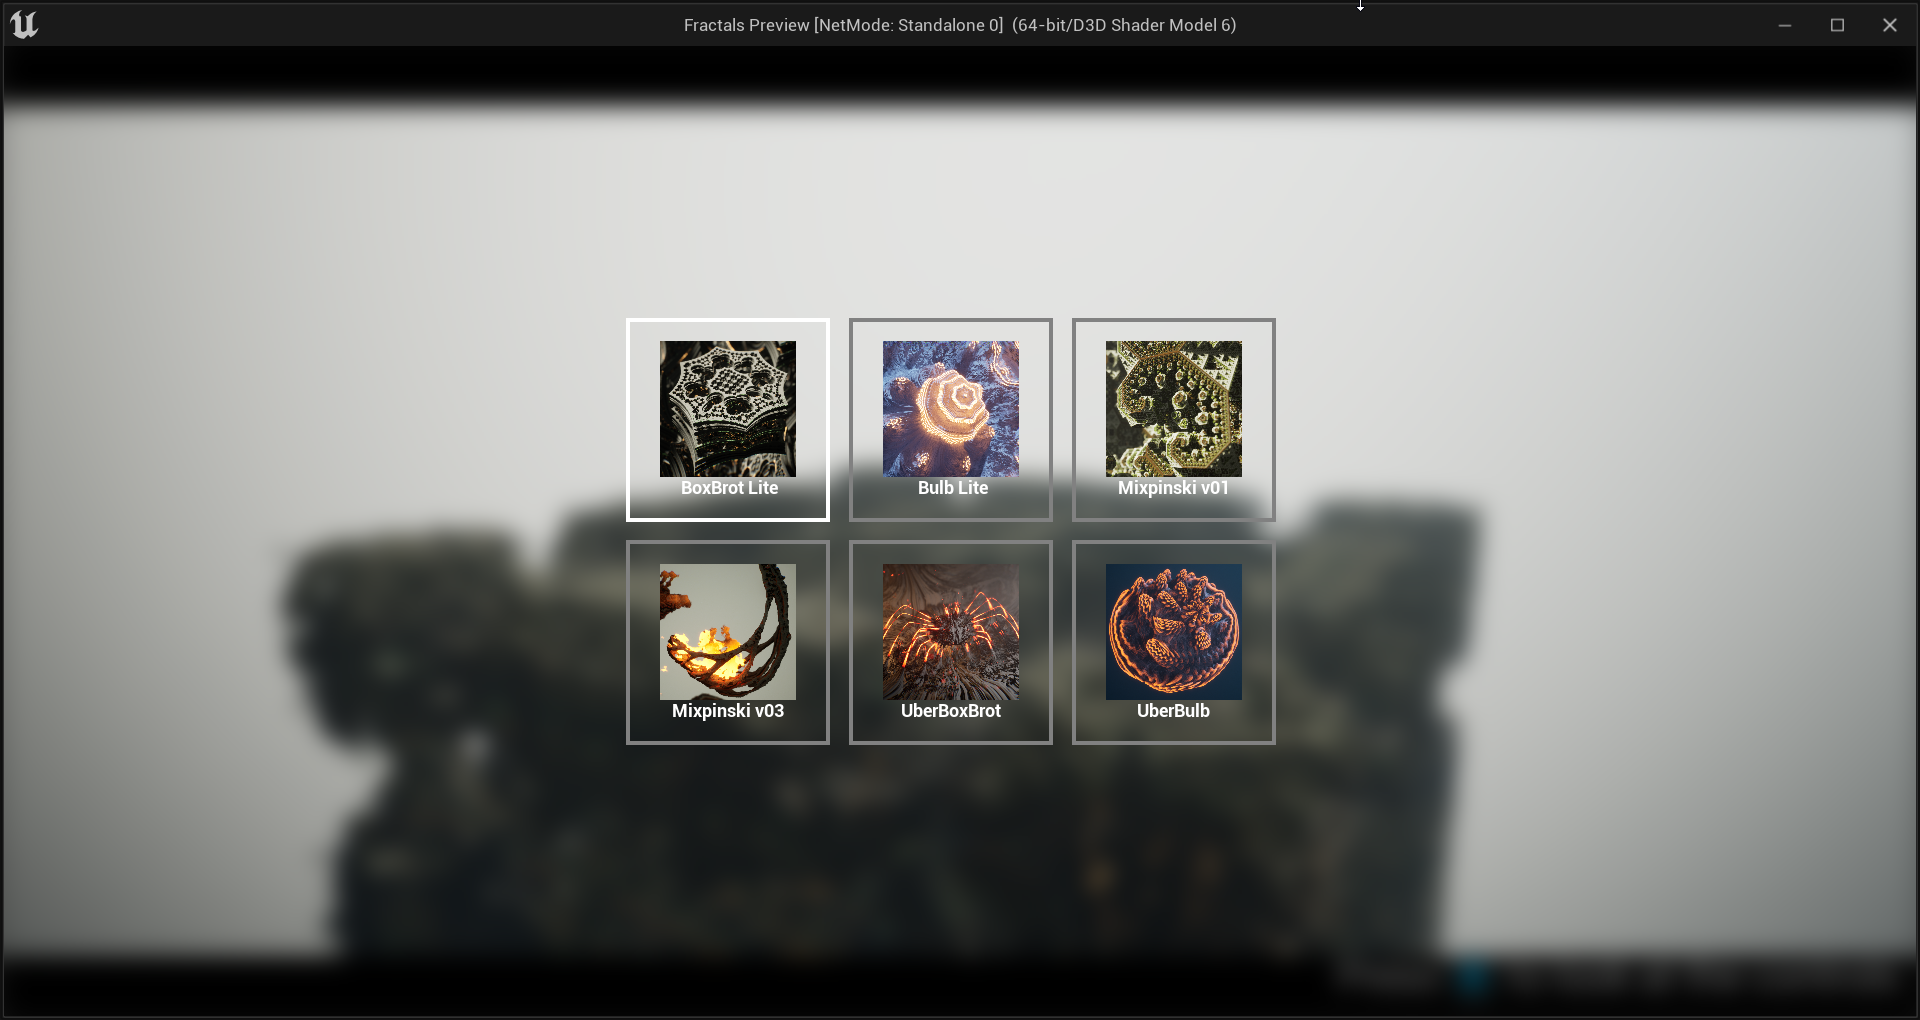 Fractals Preview [NetMode: Standalone 0]  (64-bit/D3D Shader Model 6)
BoxBrot Lite
Bulb Lite
Mixpinski v01
Mixpinski v03
UberBoxBrot
UberBulb